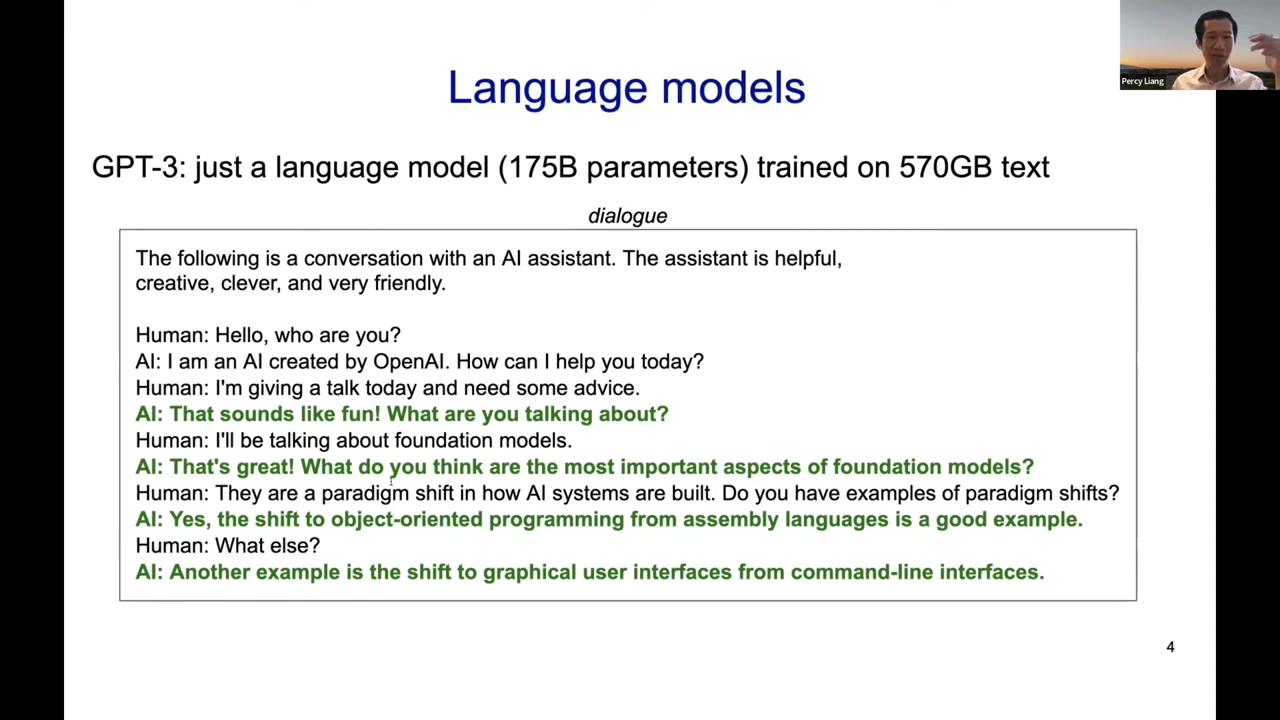 Language models
Percy Liang
GPT-3: just a language model (175B parameters) trained on 570GB text
dialogue
The following is a conversation with an AI assistant. The assistant is helpful,
creative, clever, and very friendly.
Human: Hello, who are you?
AI: I am an AI created by OpenAI. How can I help you today?
Human: I'm giving a talk today and need some advice.
AI: That sounds like fun! What are you talking about?
Human: I'll be talking about foundation models.
AI: That's great! What do you think are the most important aspects of foundation models?
Human: They are a paradigm shift in how AI systems are built. Do you have examples of paradigm shifts?
AI: Yes, the shift to object-oriented programming from assembly languages is a good example.
Human: What else?
AI: Another example is the shift to graphical user interfaces from command-line interfaces.
4